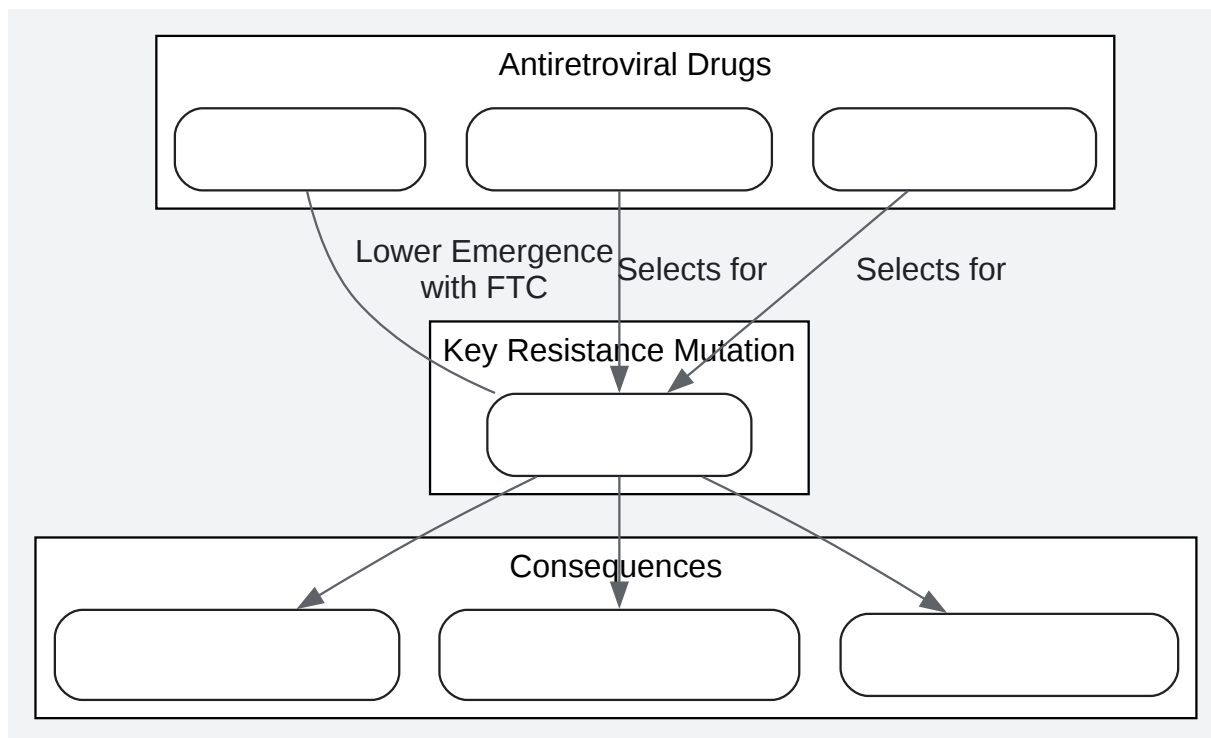 Antiretroviral Drugs
Lower Emergence
with FTC
Selects for
Selects for
Key Resistance Mutation
Consequences